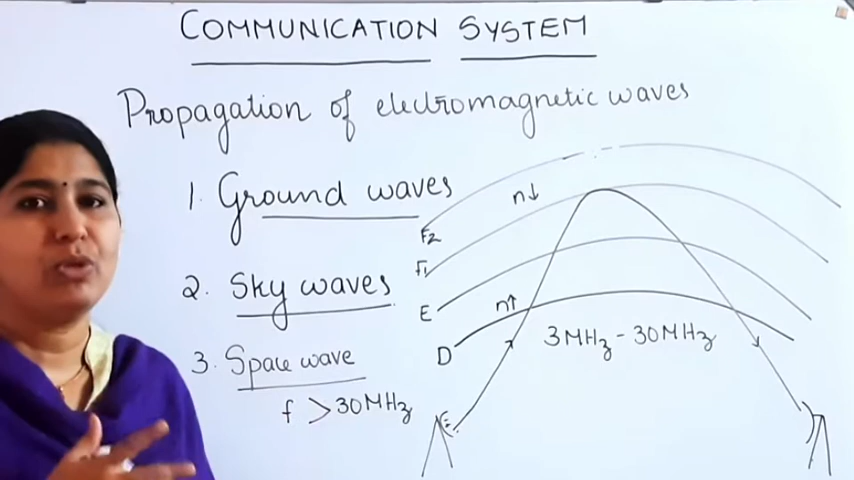 COMMUNICATION SYSTEM
Propagation of electromagnetic waves
1. Ground waves
2. Sky waves
3. Space wave
f > 30MHz
n↓
F2
F1
E
n↑
D
3MHz - 30MHz